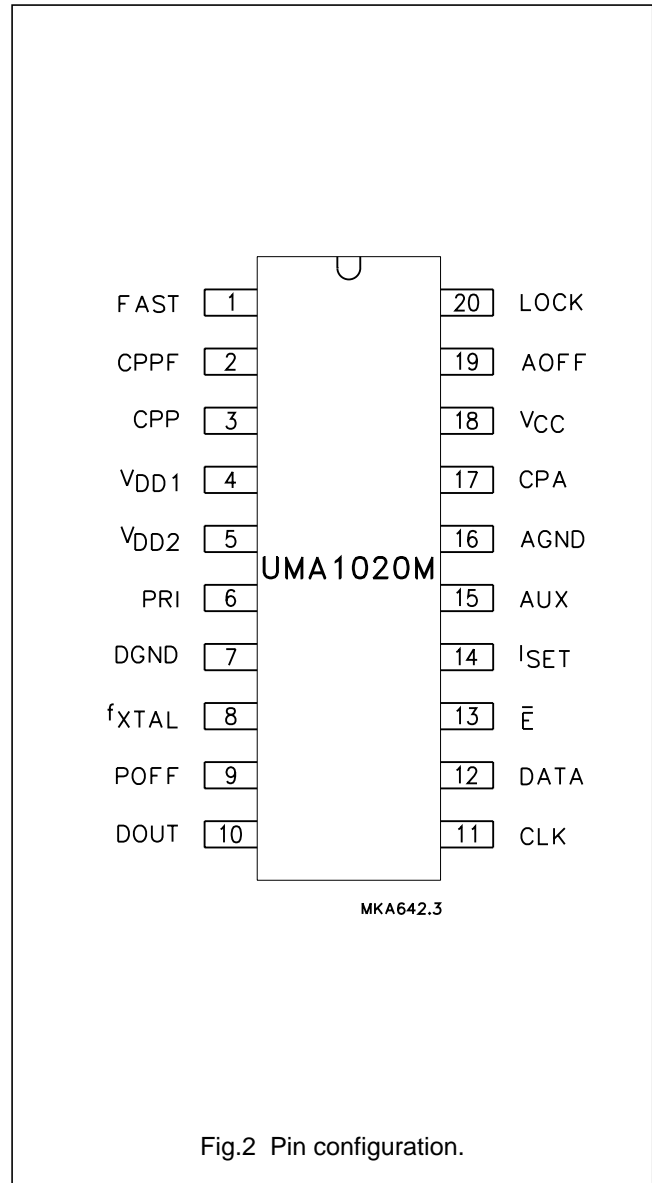 FAST 1 20 LOCK
CPPF 2 19 AOFF
CPP 3 18 VCC
VDD1 4 17 CPA
VDD2 5 16 AGND
UMA1020M
PRI 6 15 AUX
DGND 7 14 ISET
fXTAL 8 13 E̅
POFF 9 12 DATA
DOUT 10 11 CLK
MKA642.3
Fig.2 Pin configuration.